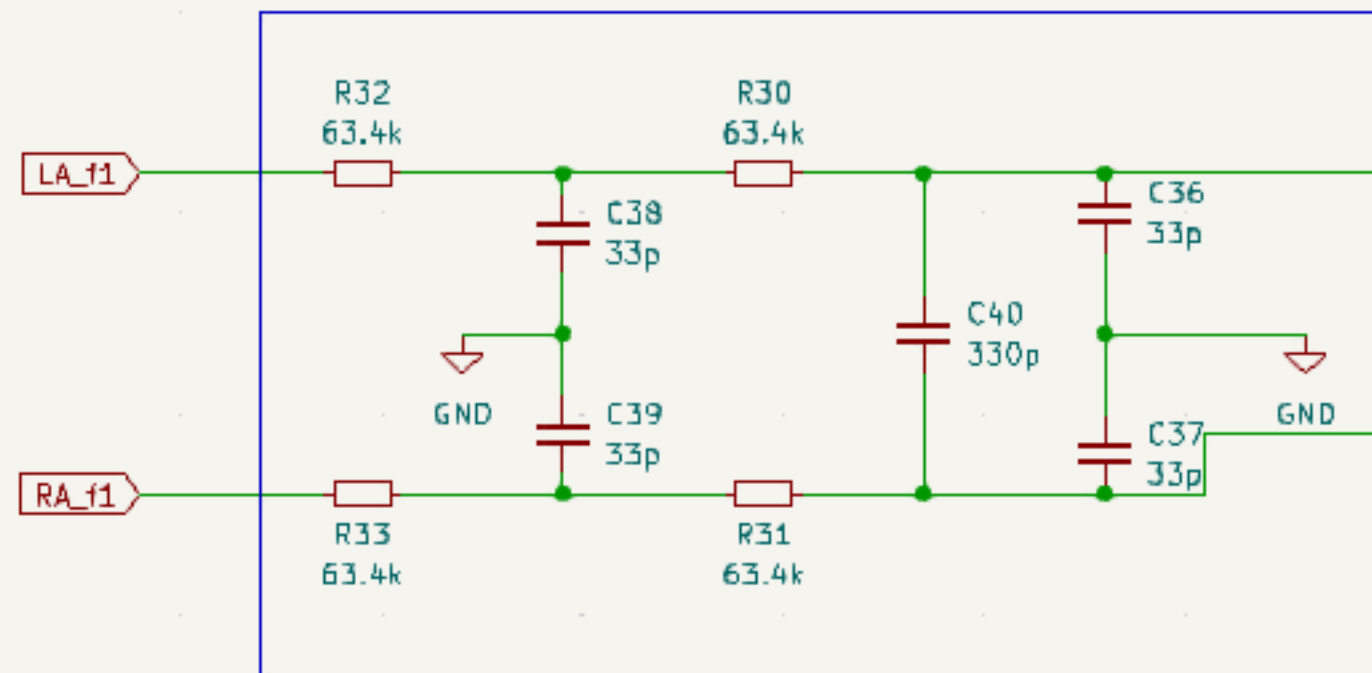 R32
63.4k
R30
63.4k
LA_f1
C36
33p
C38
33p
C40
330p
GND
GND
C39
33p
C37
33p
RA_f1
R33
63.4k
R31
63.4k